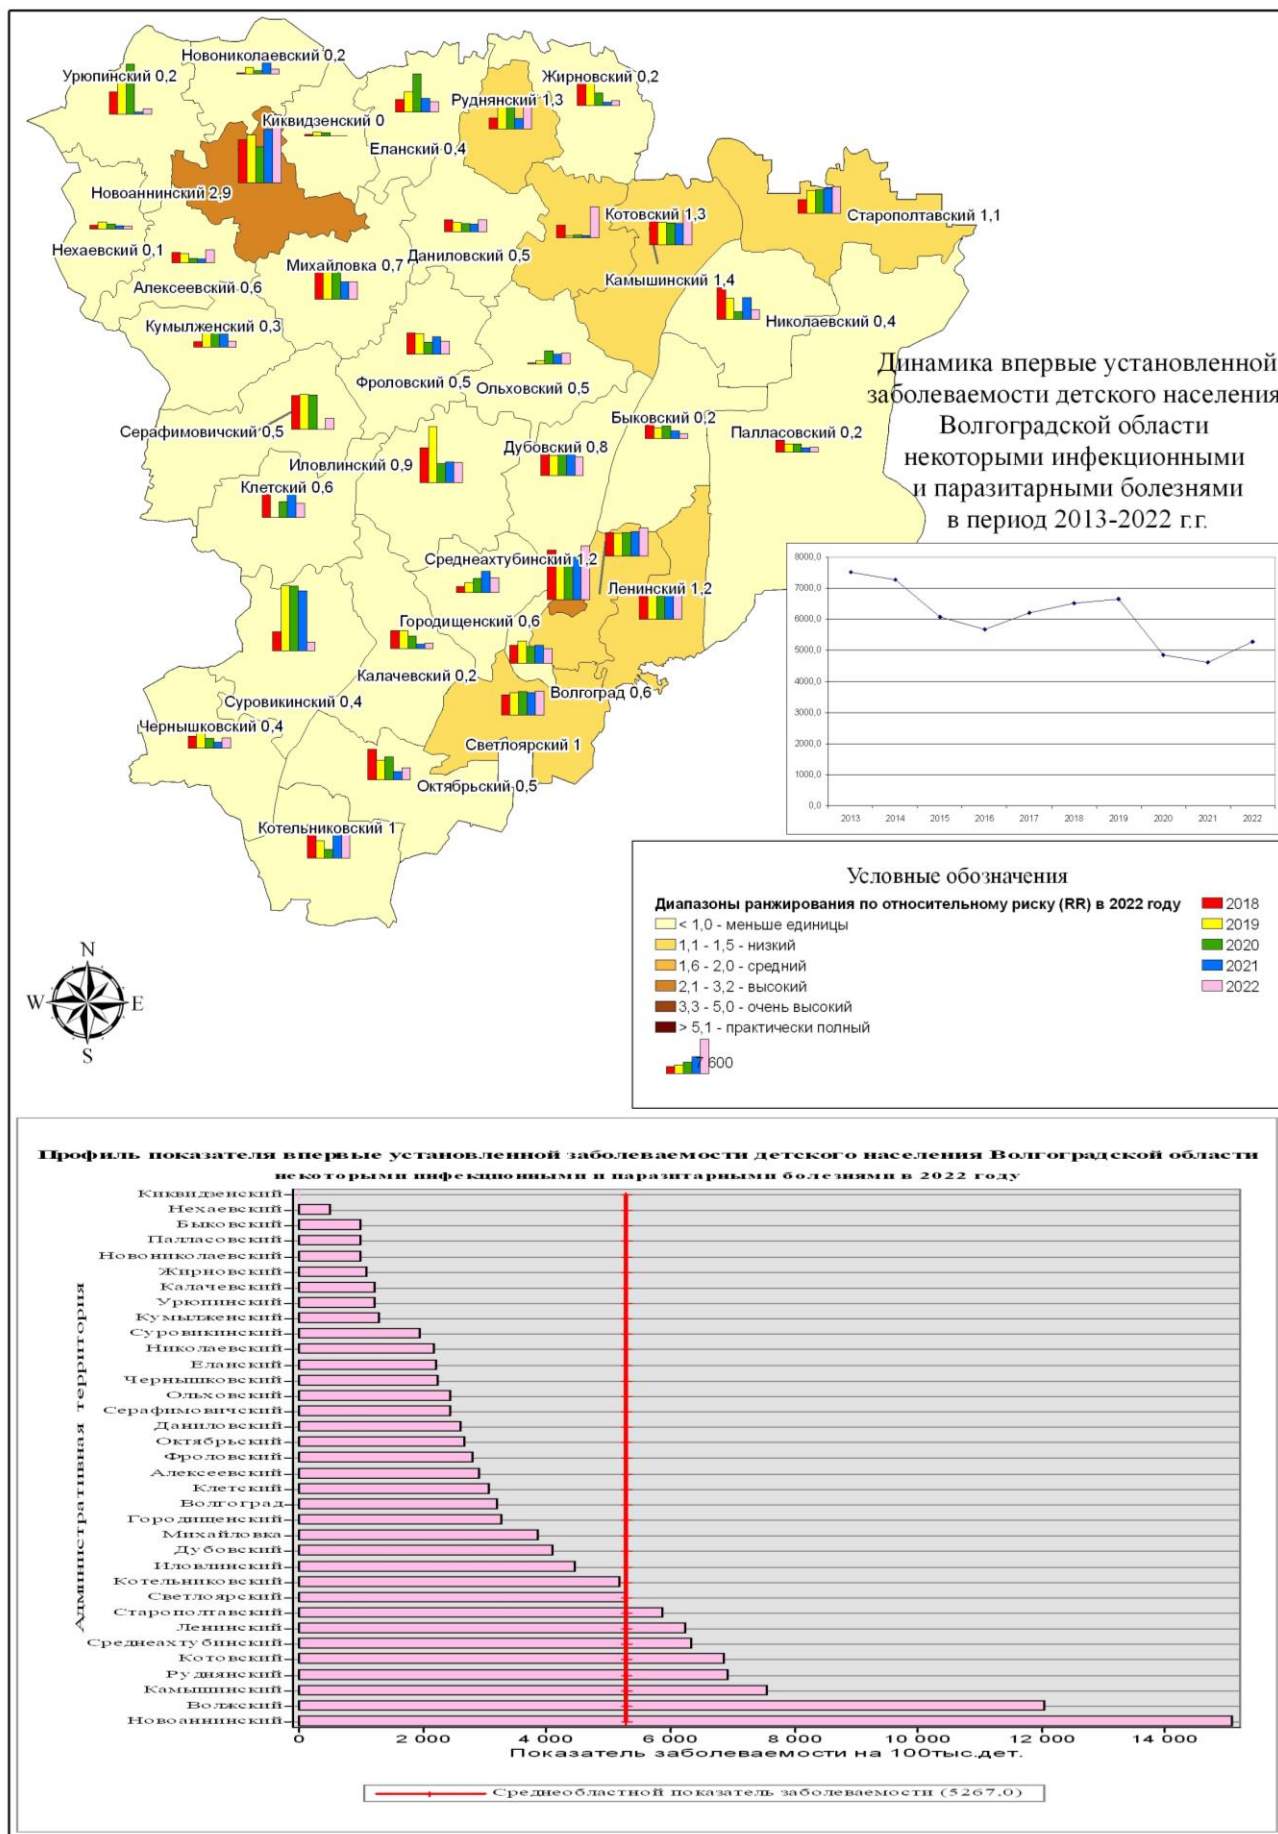 Новониколаевский 0,2
Урюпинский 0,2
Жирновский 0,2
Руднянский 1,3
Киквидзенский 0
Еланский 0,4
Новоаннинский 2,9
Котовский 1,3
Старополтавский 1,1
Нехаевский 0,1
Даниловский 0,5
Михайловка 0,7
Камышинский 1,4
Алексеевский 0,6
Николаевский 0,4
Кумылженский 0,3
Фроловский 0,5
Ольховский 0,5
Быковский 0,2
Палласовский 0,2
Серафимовичский 0,5
Дубовский 0,8
Иловлинский 0,9
Клетский 0,6
Среднеахтубинский 1,2
Ленинский 1,2
Городищенский 0,6
Калачевский 0,2
Волгоград 0,6
Суровикинский 0,4
Чернышковский 0,4
Светлоярский 1
Октябрьский 0,5
Котельниковский 1
Динамика впервые установленной
заболеваемости детского населения
Волгоградской области
некоторыми инфекционными
и паразитарными болезнями
в период 2013-2022 г.г.
8000,0
7000,0
6000,0
5000,0
4000,0
3000,0
2000,0
1000,0
0,0
2013 2014 2015 2016 2017 2018 2019 2020 2021 2022
Условные обозначения
Диапазоны ранжирования по относительному риску (RR) в 2022 году
< 1,0 - меньше единицы
1,1 - 1,5 - низкий
1,6 - 2,0 - средний
2,1 - 3,2 - высокий
3,3 - 5,0 - очень высокий
> 5,1 - практически полный
7 600
2018
2019
2020
2021
2022
N
W E
S
Профиль показателя впервые установленной заболеваемости детского населения Волгоградской области
некоторыми инфекционными и паразитарными болезнями в 2022 году
Административная территория
Киквидзенский
Нехаевский
Быковский
Палласовский
Новониколаевский
Жирновский
Калачевский
Урюпинский
Кумылженский
Суровикинский
Николаевский
Еланский
Чернышковский
Ольховский
Серафимовичский
Даниловский
Октябрьский
Фроловский
Алексеевский
Клетский
Волгоград
Городищенский
Михайловка
Дубовский
Иловлинский
Котельниковский
Светлоярский
Старополтавский
Ленинский
Среднеахтубинский
Котовский
Руднянский
Камышинский
Волжский
Новоаннинский
0 2 000 4 000 6 000 8 000 10 000 12 000 14 000
Показатель заболеваемости на 100тыс.дет.
Среднеобластной показатель заболеваемости (5267,0)